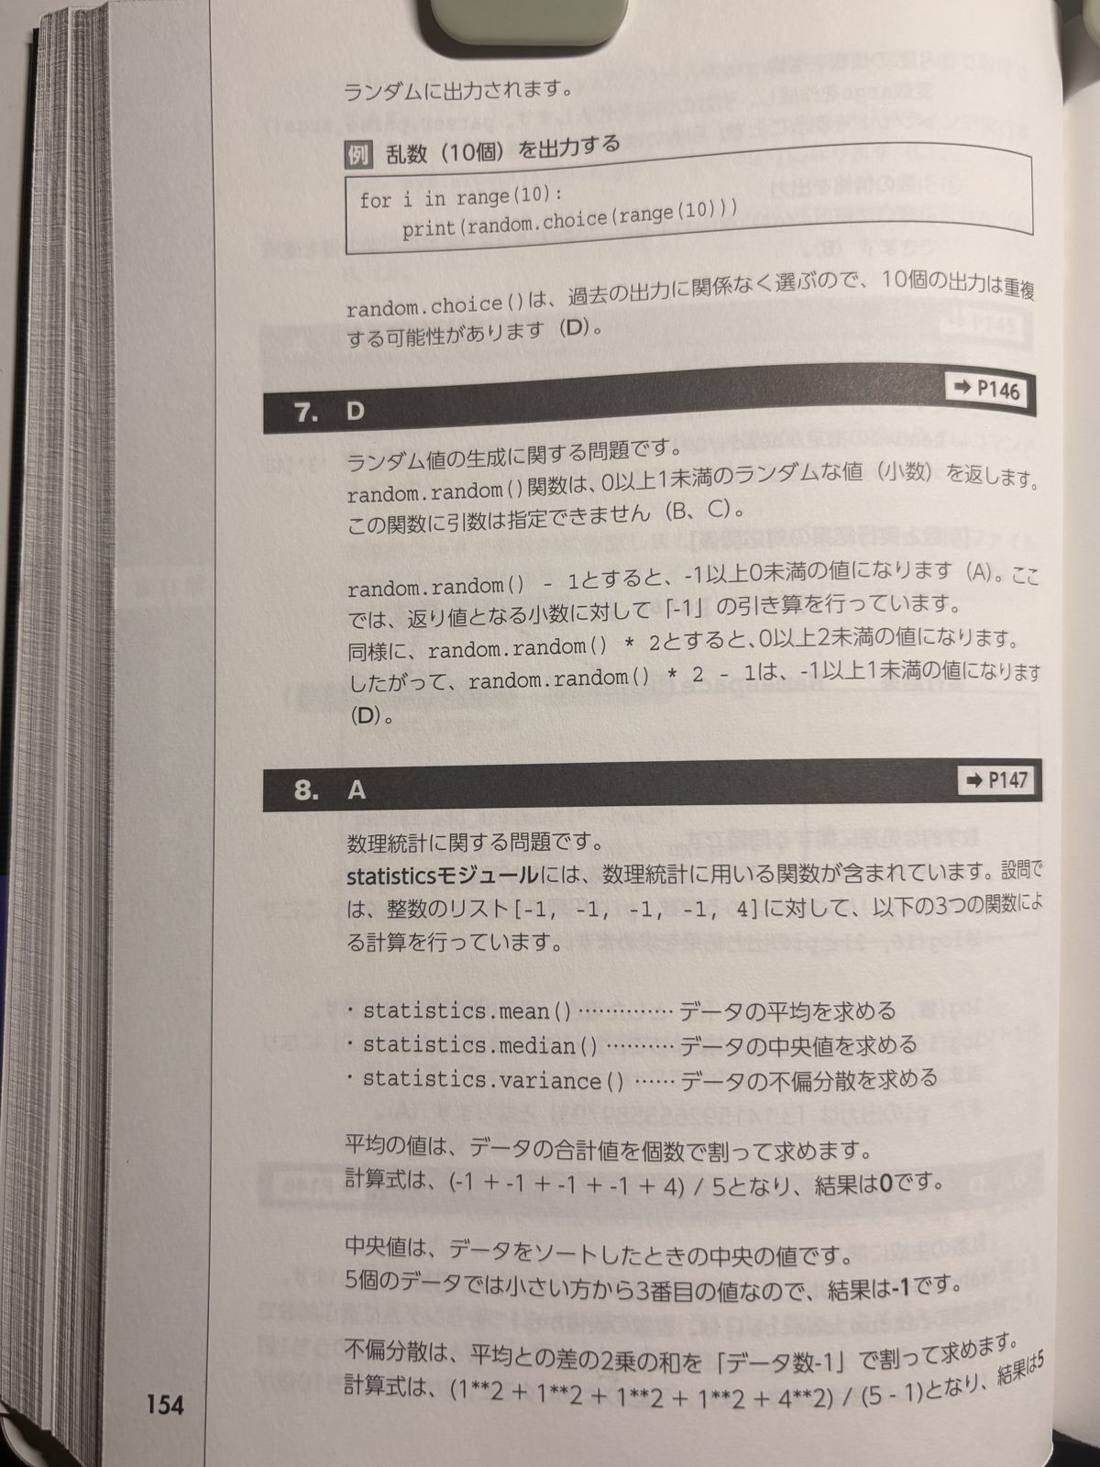 ランダムに出力されます。
例 乱数（10個）を出力する
for i in range(10):
    print(random.choice(range(10)))
random.choice()は、過去の出力に関係なく選ぶので、10個の出力は重複
する可能性があります（D）。
7. D ➡ P146
ランダム値の生成に関する問題です。
random.random()関数は、0以上1未満のランダムな値（小数）を返します。
この関数に引数は指定できません（B、C）。
random.random() - 1とすると、-1以上0未満の値になります（A）。ここ
では、返り値となる小数に対して「-1」の引き算を行っています。
同様に、random.random() * 2とすると、0以上2未満の値になります。
したがって、random.random() * 2 - 1は、-1以上1未満の値になります
（D）。
8. A ➡ P147
数理統計に関する問題です。
statisticsモジュールには、数理統計に用いる関数が含まれています。設問で
は、整数のリスト[-1, -1, -1, -1, 4]に対して、以下の3つの関数によ
る計算を行っています。
・statistics.mean()………… データの平均を求める
・statistics.median()……… データの中央値を求める
・statistics.variance()…… データの不偏分散を求める
平均の値は、データの合計値を個数で割って求めます。
計算式は、(-1 + -1 + -1 + -1 + 4) / 5となり、結果は0です。
中央値は、データをソートしたときの中央の値です。
5個のデータでは小さい方から3番目の値なので、結果は-1です。
不偏分散は、平均との差の2乗の和を「データ数-1」で割って求めます。
計算式は、(1**2 + 1**2 + 1**2 + 1**2 + 4**2) / (5 - 1)となり、結果は5
154